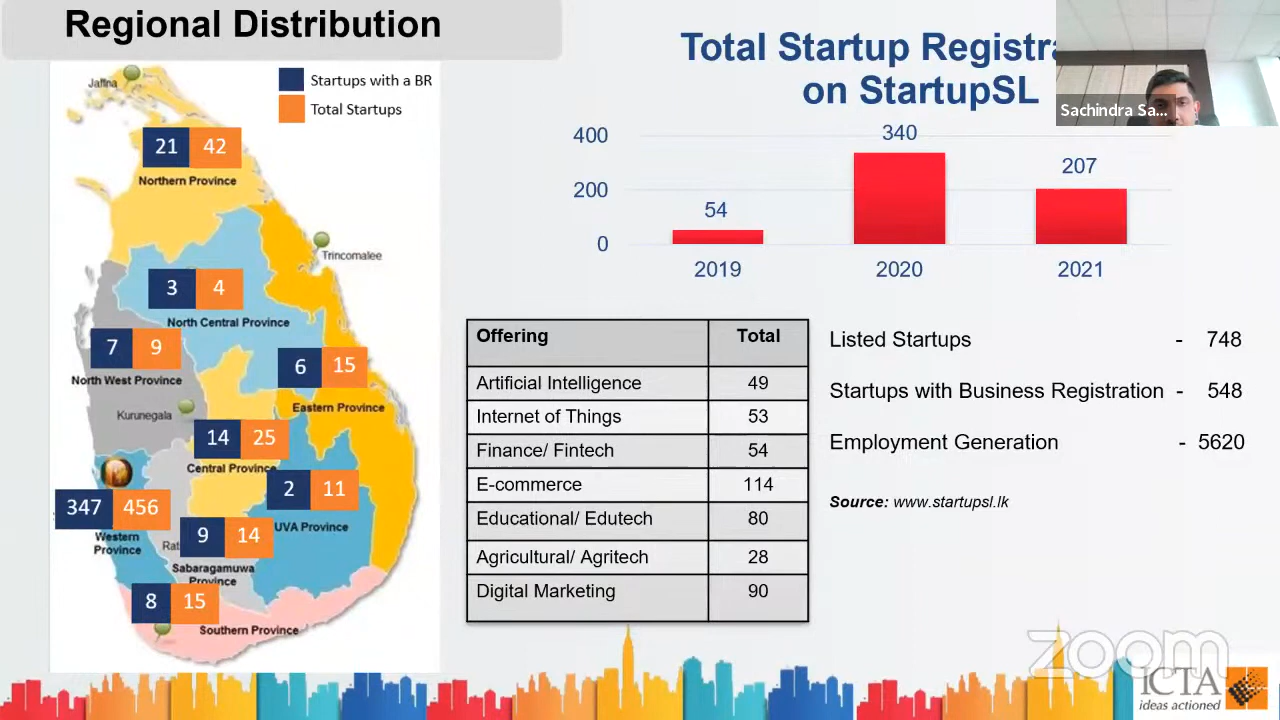 Regional Distribution
Jaffna
Startups with a BR
Total Startups
21 42
Northern Province
Trincomalee
3 4
North Central Province
7 9
North West Province
6 15
Eastern Province
Kurunegala
14 25
Central Province
2 11
UVA Province
347 456
Western
Province
9 14
Rat
Sabaragamuwa
Province
8 15
Southern Province
Total Startup Registra
on StartupSL
Sachindra Sa...
400
200
0
54
340
207
2019
2020
2021
Offering Total
Artificial Intelligence 49
Internet of Things 53
Finance/ Fintech 54
E-commerce 114
Educational/ Edutech 80
Agricultural/ Agritech 28
Digital Marketing 90
Listed Startups - 748
Startups with Business Registration - 548
Employment Generation - 5620
Source: www.startupsl.lk
zoom
ICTA
ideas actioned